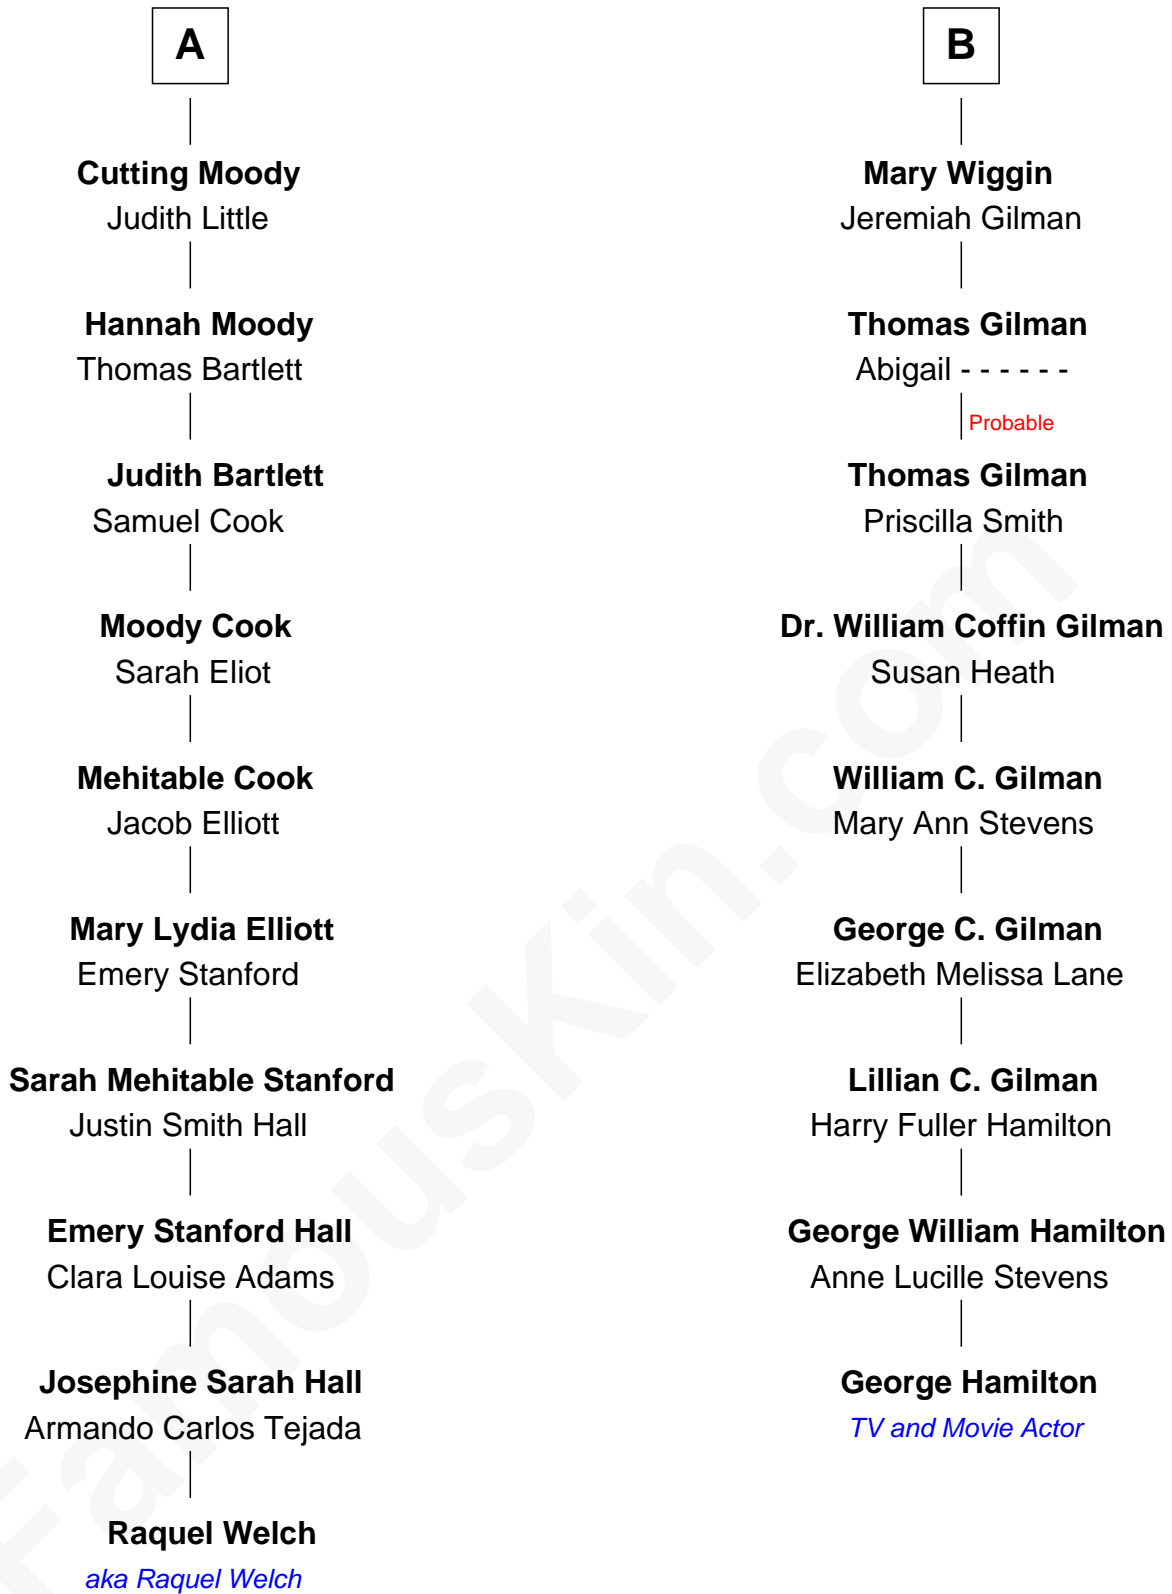 A
Cutting Moody
Judith Little
Hannah Moody
Thomas Bartlett
Judith Bartlett
Samuel Cook
Moody Cook
Sarah Eliot
Mehitable Cook
Jacob Elliott
Mary Lydia Elliott
Emery Stanford
Sarah Mehitable Stanford
Justin Smith Hall
Emery Stanford Hall
Clara Louise Adams
Josephine Sarah Hall
Armando Carlos Tejada
Raquel Welch
aka Raquel Welch
B
Mary Wiggin
Jeremiah Gilman
Thomas Gilman
Abigail - - - - - -
Probable
Thomas Gilman
Priscilla Smith
Dr. William Coffin Gilman
Susan Heath
William C. Gilman
Mary Ann Stevens
George C. Gilman
Elizabeth Melissa Lane
Lillian C. Gilman
Harry Fuller Hamilton
George William Hamilton
Anne Lucille Stevens
George Hamilton
TV and Movie Actor
FamousKin.com